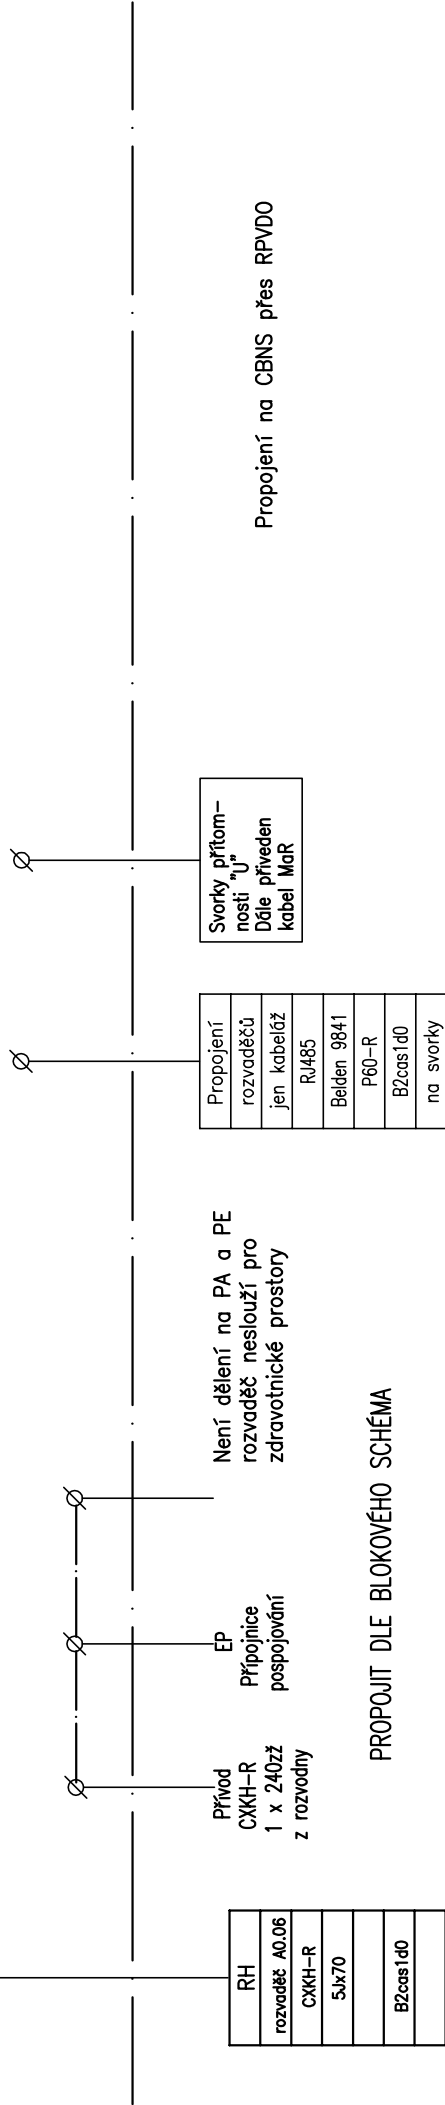 RH
rozvaděč A0.06
CXKH-R
5Jx70
B2cas1d0
Přívod
CXKH-R
1 x 240zž
z rozvodny
EP
Přípojnice
pospojování
Není dělení na PA a PE
rozvaděč neslouží pro
zdravotnické prostory
PROPOJIT DLE BLOKOVÉHO SCHÉMA
Propojení
rozvaděčů
jen kabeláž
RJ485
Belden 9841
P60-R
B2cas1d0
na svorky
Svorky přítom-
nosti "U"
Dále přiveden
kabel MaR
Propojení na CBNS přes RPVDO